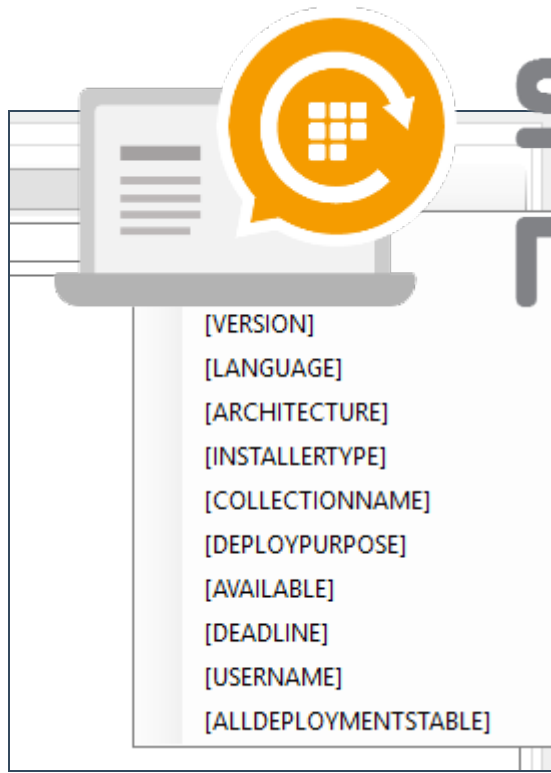 [VERSION]
[LANGUAGE]
[ARCHITECTURE]
[INSTALLERTYPE]
[COLLECTIONNAME]
[DEPLOYPURPOSE]
[AVAILABLE]
[DEADLINE]
[USERNAME]
[ALLDEPLOYMENTSTABLE]